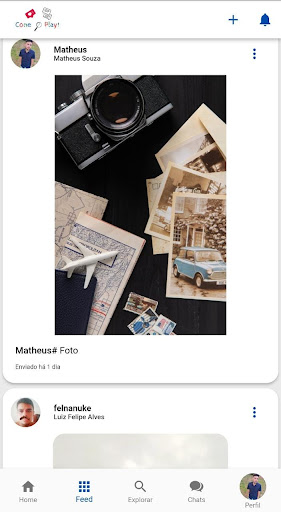 Cone Play!
Matheus
Matheus Souza
Matheus# Foto
Enviado há 1 dia
felnanuke
Luiz Felipe Alves
Home
Feed
Explorar
Chats
Perfil